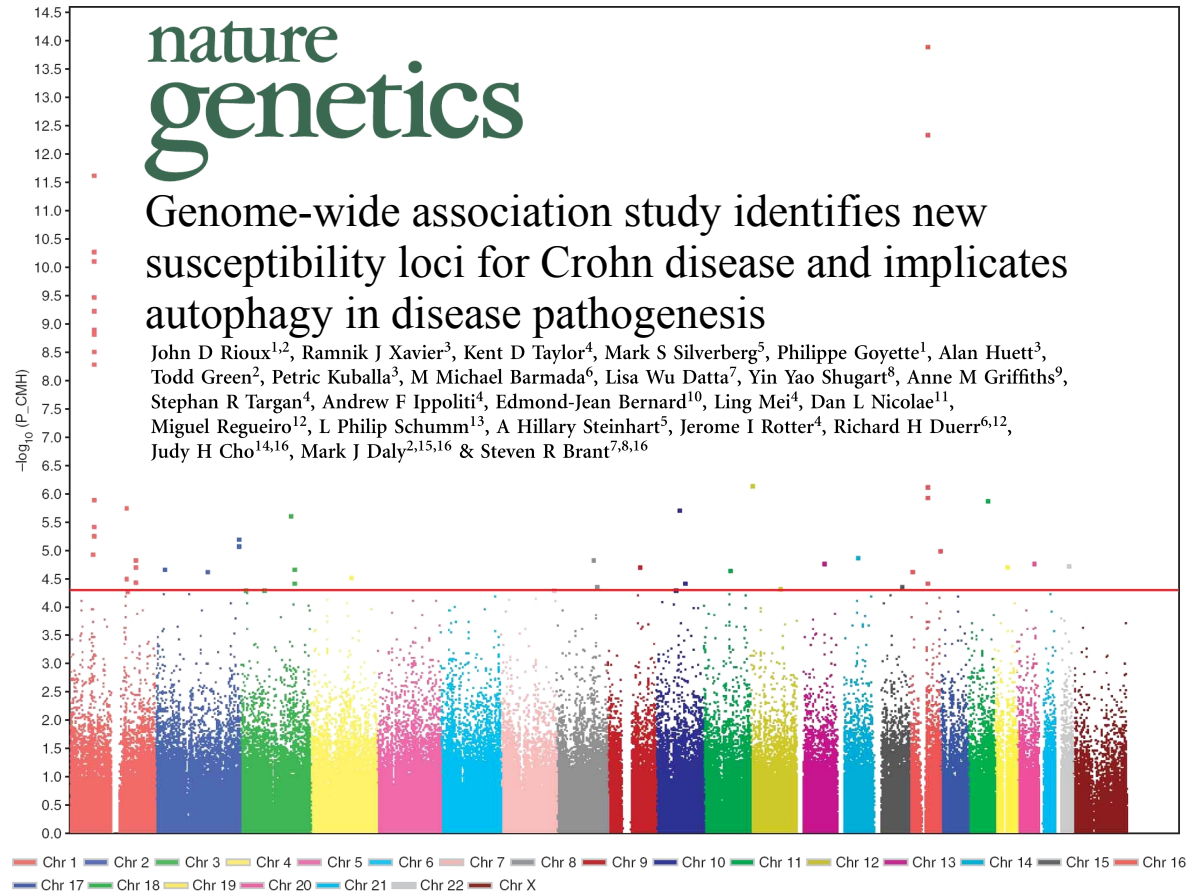 nature
genetics
Genome-wide association study identifies new
susceptibility loci for Crohn disease and implicates
autophagy in disease pathogenesis
John D Rioux1,2, Ramnik J Xavier3, Kent D Taylor4, Mark S Silverberg5, Philippe Goyette1, Alan Huett3,
Todd Green2, Petric Kuballa3, M Michael Barmada6, Lisa Wu Datta7, Yin Yao Shugart8, Anne M Griffiths9,
Stephan R Targan4, Andrew F Ippoliti4, Edmond-Jean Bernard10, Ling Mei4, Dan L Nicolae11,
Miguel Regueiro12, L Philip Schumm13, A Hillary Steinhart5, Jerome I Rotter4, Richard H Duerr6,12,
Judy H Cho14,16, Mark J Daly2,15,16 & Steven R Brant7,8,16
–log10 (P_CMH)
14.5
14.0
13.5
13.0
12.5
12.0
11.5
11.0
10.5
10.0
9.5
9.0
8.5
8.0
7.5
7.0
6.5
6.0
5.5
5.0
4.5
4.0
3.5
3.0
2.5
2.0
1.5
1.0
0.5
0.0
Chr 1 Chr 2 Chr 3 Chr 4 Chr 5 Chr 6 Chr 7 Chr 8 Chr 9 Chr 10 Chr 11 Chr 12 Chr 13 Chr 14 Chr 15 Chr 16
Chr 17 Chr 18 Chr 19 Chr 20 Chr 21 Chr 22 Chr X